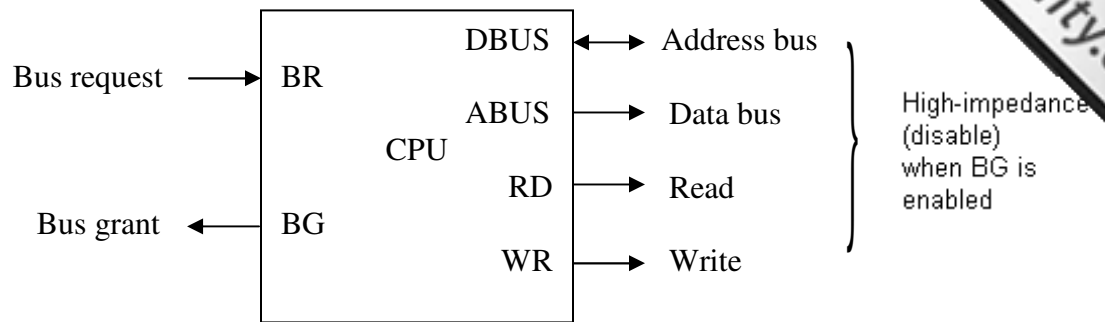 DBUS Address bus
Bus request BR
ABUS Data bus
CPU
RD Read
Bus grant BG
WR Write
High-impedance
(disable)
when BG is
enabled